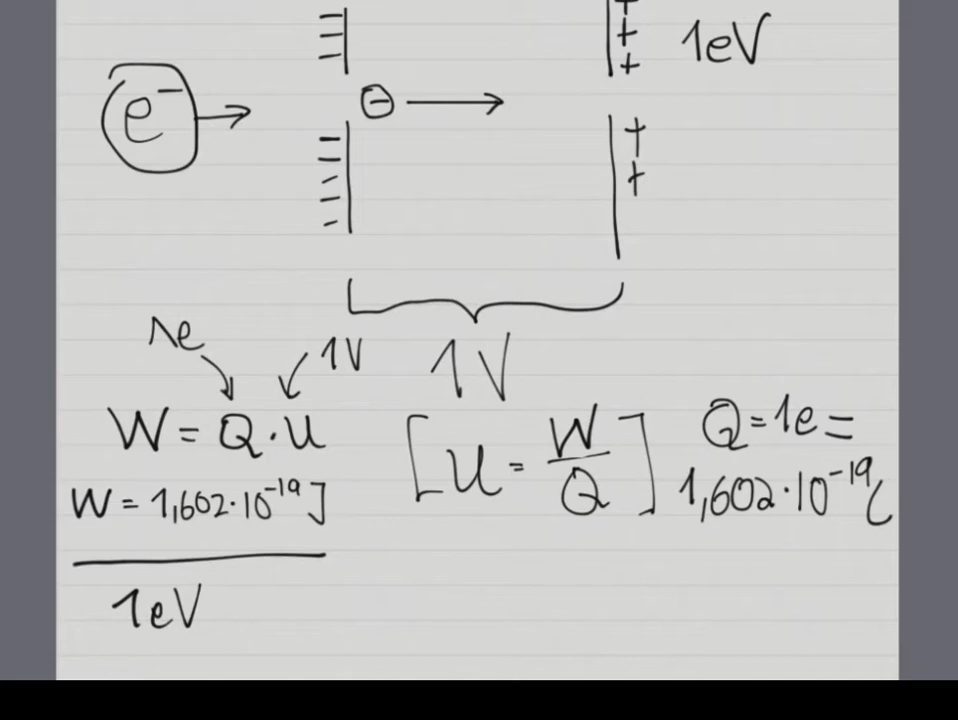 1eV
e⁻
1e
1V
1V
W = Q · U
[U = W/Q]
Q = 1e =
1,602 · 10⁻¹⁹ C
W = 1,602 · 10⁻¹⁹ J
1eV